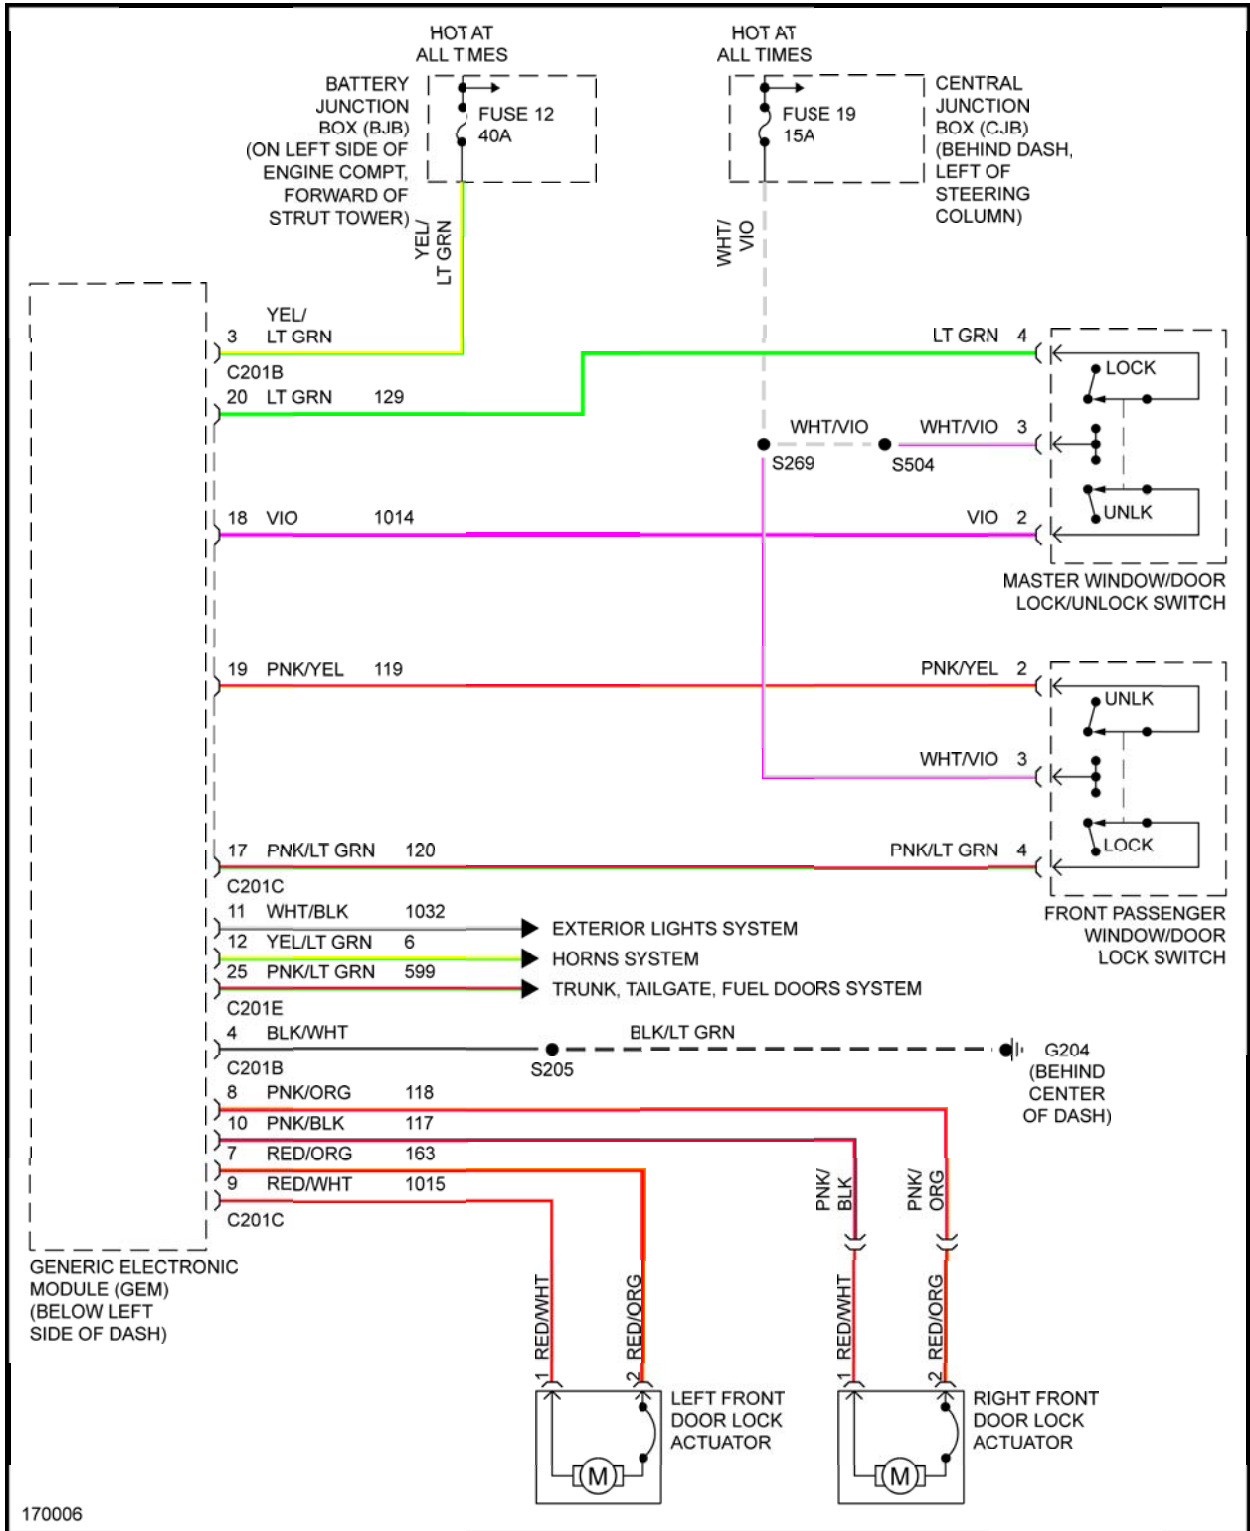 HOT AT
ALL TIMES
HOT AT
ALL TIMES
BATTERY
JUNCTION
BOX (BJB)
(ON LEFT SIDE OF
ENGINE COMPT,
FORWARD OF
STRUT TOWER)
FUSE 12
40A
FUSE 19
15A
CENTRAL
JUNCTION
BOX (CJB)
(BEHIND DASH,
LEFT OF
STEERING
COLUMN)
YEL/
LT GRN
WHT/
VIO
3
YEL/
LT GRN
C201B
20 LT GRN 129
LT GRN 4
LOCK
WHT/VIO
WHT/VIO 3
S269
S504
18 VIO 1014
VIO 2
UNLK
MASTER WINDOW/DOOR
LOCK/UNLOCK SWITCH
19 PNK/YEL 119
PNK/YEL 2
UNLK
WHT/VIO 3
17 PNK/LT GRN 120
PNK/LT GRN 4
LOCK
C201C
FRONT PASSENGER
WINDOW/DOOR
LOCK SWITCH
11 WHT/BLK 1032
EXTERIOR LIGHTS SYSTEM
12 YEL/LT GRN 6
HORNS SYSTEM
25 PNK/LT GRN 599
TRUNK, TAILGATE, FUEL DOORS SYSTEM
C201E
4 BLK/WHT
BLK/LT GRN
S205
G204
(BEHIND
CENTER
OF DASH)
C201B
8 PNK/ORG 118
10 PNK/BLK 117
7 RED/ORG 163
9 RED/WHT 1015
C201C
PNK/
BLK
PNK/
ORG
GENERIC ELECTRONIC
MODULE (GEM)
(BELOW LEFT
SIDE OF DASH)
1 RED/WHT
2 RED/ORG
1 RED/WHT
2 RED/ORG
LEFT FRONT
DOOR LOCK
ACTUATOR
M
RIGHT FRONT
DOOR LOCK
ACTUATOR
M
170006